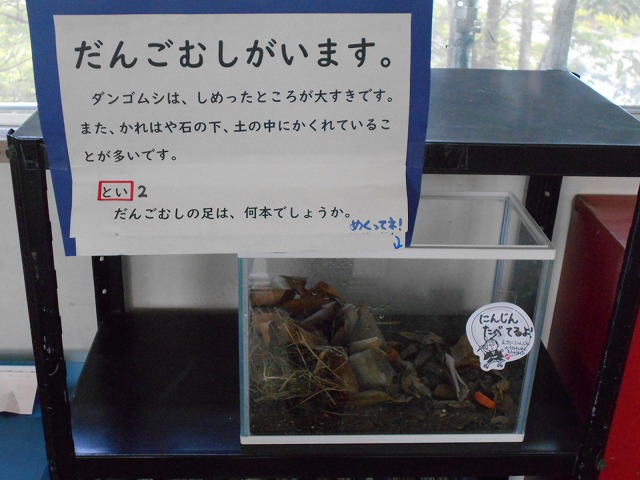 だんごむしがいます。
ダンゴムシは、しめったところが大すきです。
また、かれはや石の下、土の中にかくれているこ
とが多いです。
とい 2
だんごむしの足は、何本でしょうか。
めくってネ!
にんじん
たべてるよ!